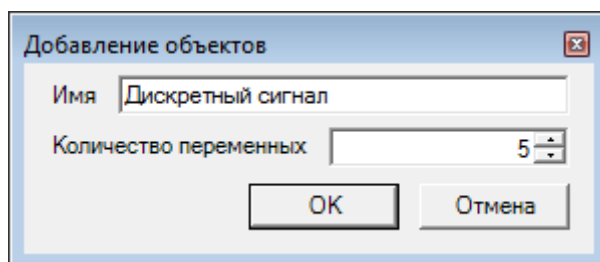 Добавление объектов
Имя Дискретный сигнал
Количество переменных 5
OK Отмена